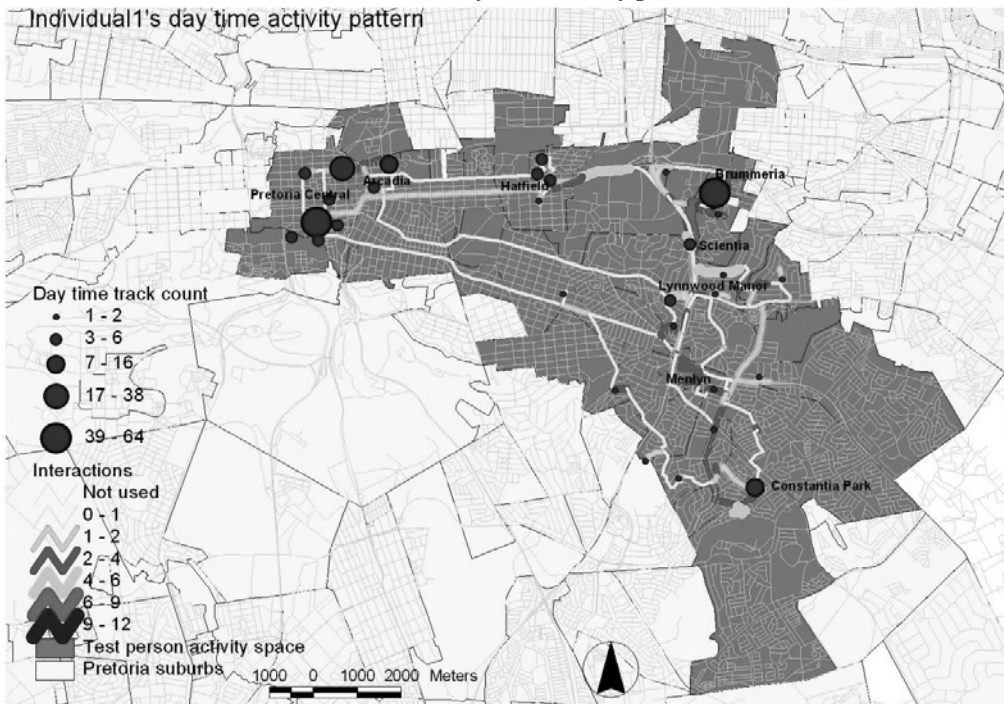 Individual1's day time activity pattern
Pretoria Central
Arcadia
Hatfield
Brummeria
Scientia
Lynnwood Manor
Menlyn
Constantia Park
Day time track count
1 - 2
3 - 6
7 - 16
17 - 38
39 - 64
Interactions
Not used
0 - 1
1 - 2
2 - 4
4 - 6
6 - 9
9 - 12
Test person activity space
Pretoria suburbs
1000 0 1000 2000 Meters